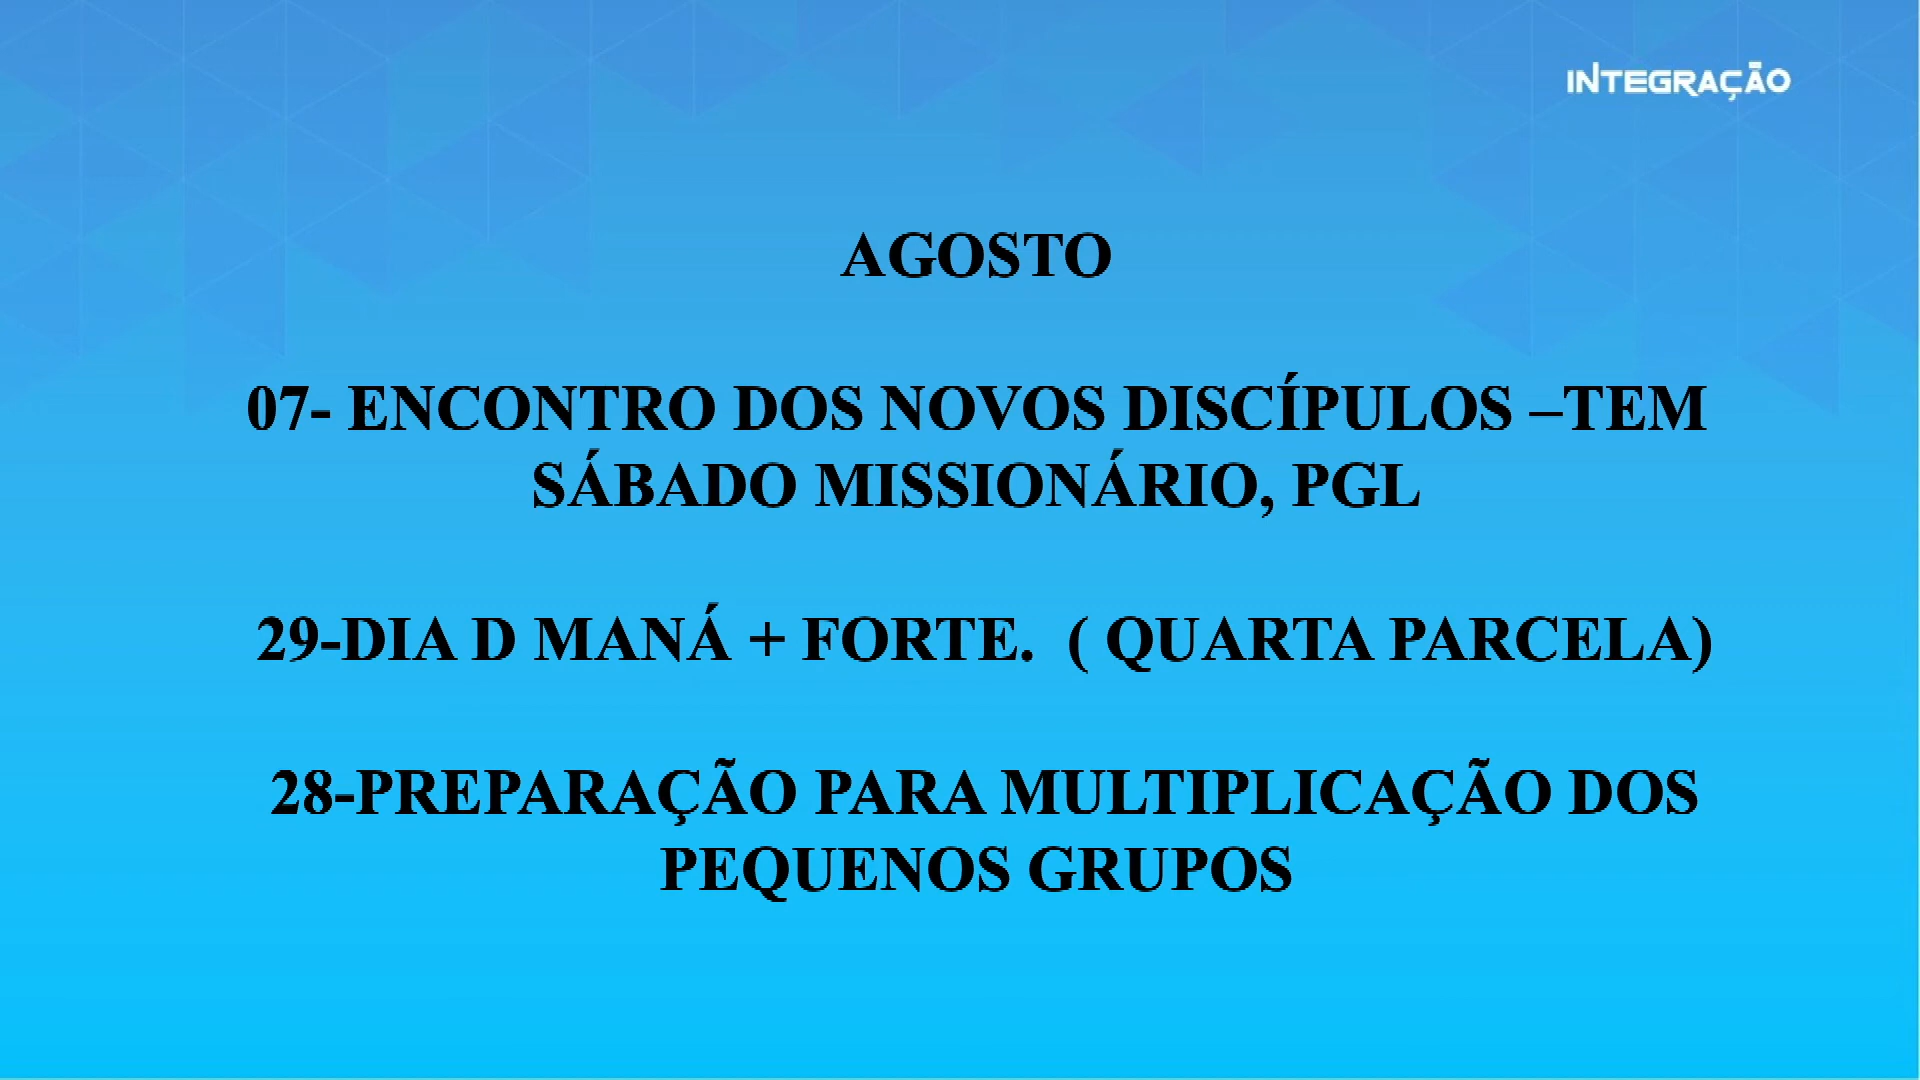 INTEGRAÇÃO
AGOSTO
07- ENCONTRO DOS NOVOS DISCÍPULOS –TEM
SÁBADO MISSIONÁRIO, PGL
29-DIA D MANÁ + FORTE.  ( QUARTA PARCELA)
28-PREPARAÇÃO PARA MULTIPLICAÇÃO DOS
PEQUENOS GRUPOS